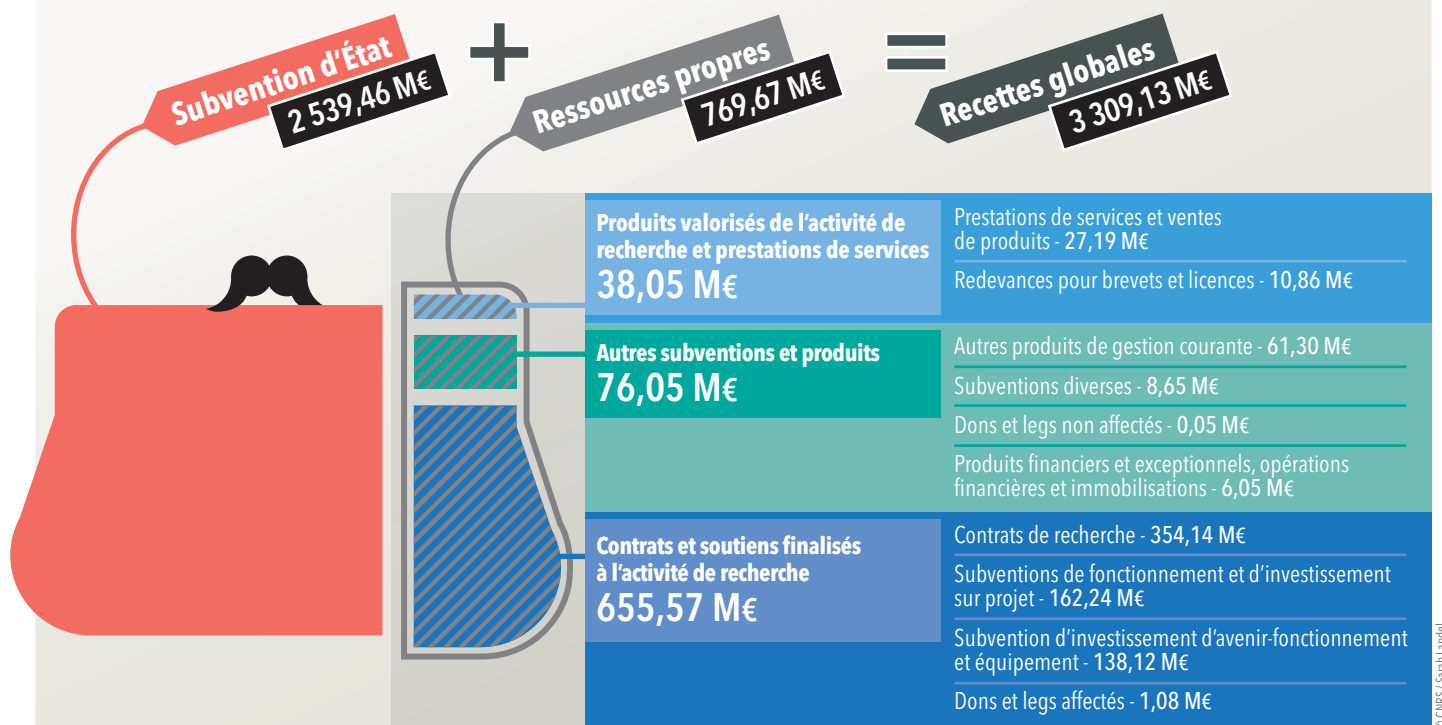 Subvention d'État
2 539,46 M€
+
Ressources propres
769,67 M€
=
Recettes globales
3 309,13 M€
Produits valorisés de l'activité de
recherche et prestations de services
38,05 M€
Prestations de services et ventes
de produits - 27,19 M€
Redevances pour brevets et licences - 10,86 M€
Autres subventions et produits
76,05 M€
Autres produits de gestion courante - 61,30 M€
Subventions diverses - 8,65 M€
Dons et legs non affectés - 0,05 M€
Produits financiers et exceptionnels, opérations
financières et immobilisations - 6,05 M€
Contrats et soutiens finalisés
à l'activité de recherche
655,57 M€
Contrats de recherche - 354,14 M€
Subventions de fonctionnement et d'investissement
sur projet - 162,24 M€
Subvention d'investissement d'avenir-fonctionnement
et équipement - 138,12 M€
Dons et legs affectés - 1,08 M€
CNRS / Sarah Landel